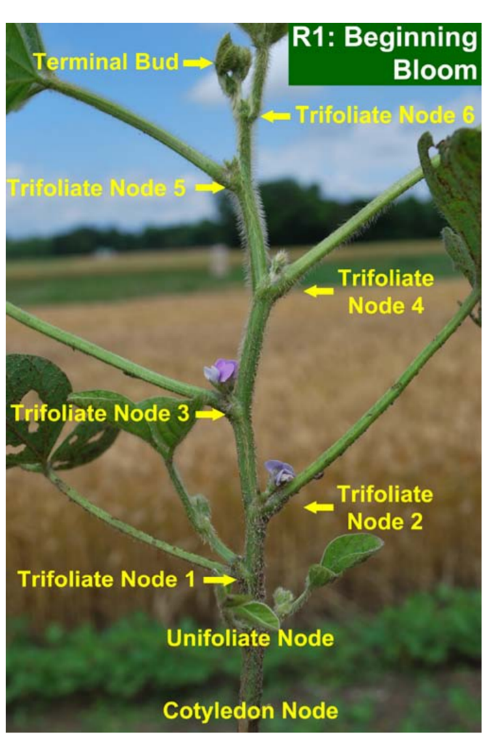 R1: Beginning
Bloom
Terminal Bud
Trifoliate Node 6
Trifoliate Node 5
Trifoliate
Node 4
Trifoliate Node 3
Trifoliate
Node 2
Trifoliate Node 1
Unifoliate Node
Cotyledon Node